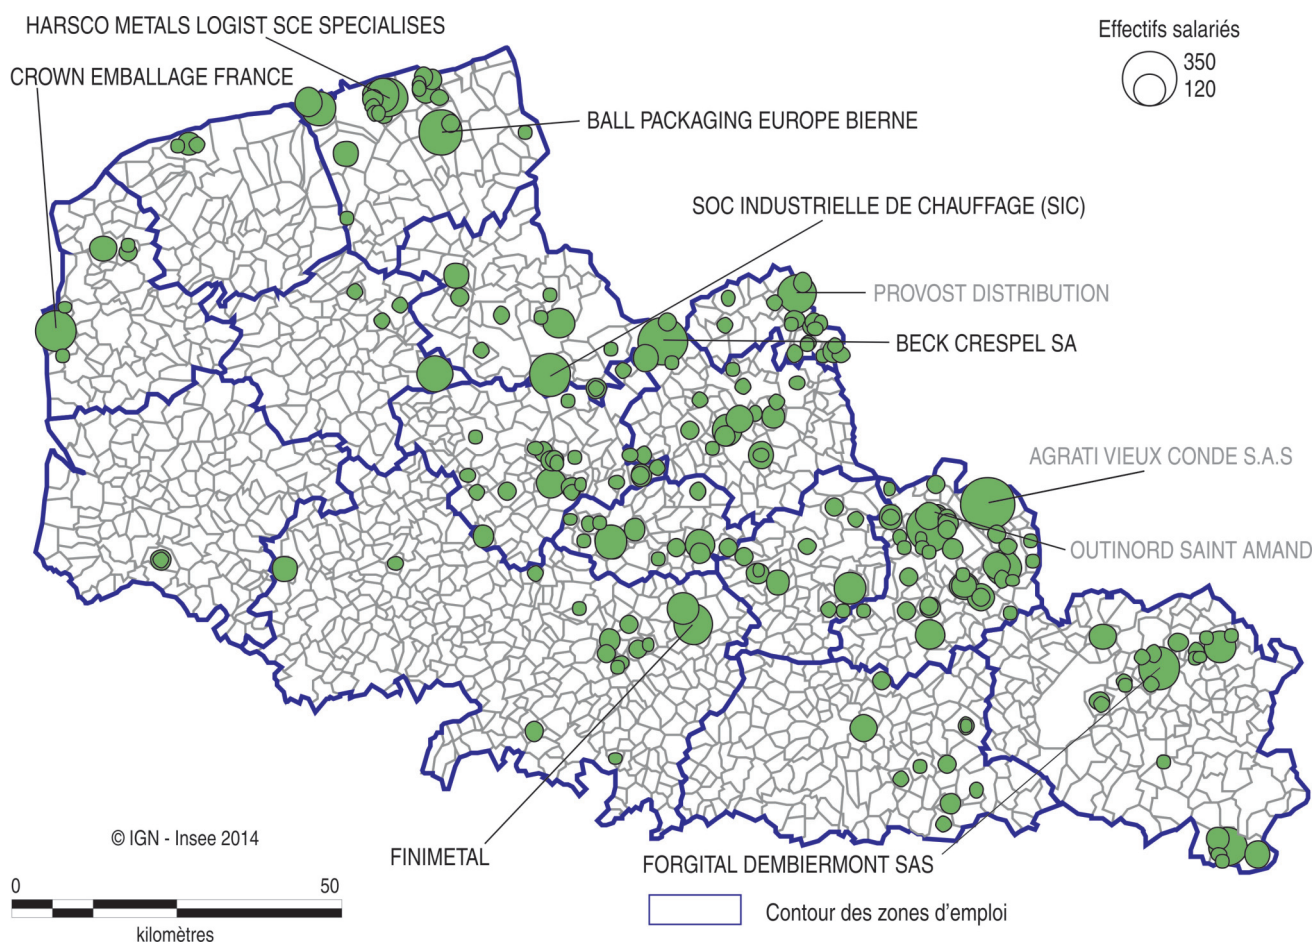 HARSCO METALS LOGIST SCE SPECIALISES
Effectifs salariés
350
120
CROWN EMBALLAGE FRANCE
BALL PACKAGING EUROPE BIERNE
SOC INDUSTRIELLE DE CHAUFFAGE (SIC)
PROVOST DISTRIBUTION
BECK CRESPEL SA
AGRATI VIEUX CONDE S.A.S
OUTINORD SAINT AMAND
© IGN - Insee 2014
FINIMETAL
FORGITAL DEMBIERMONT SAS
0 50
kilomètres
Contour des zones d'emploi